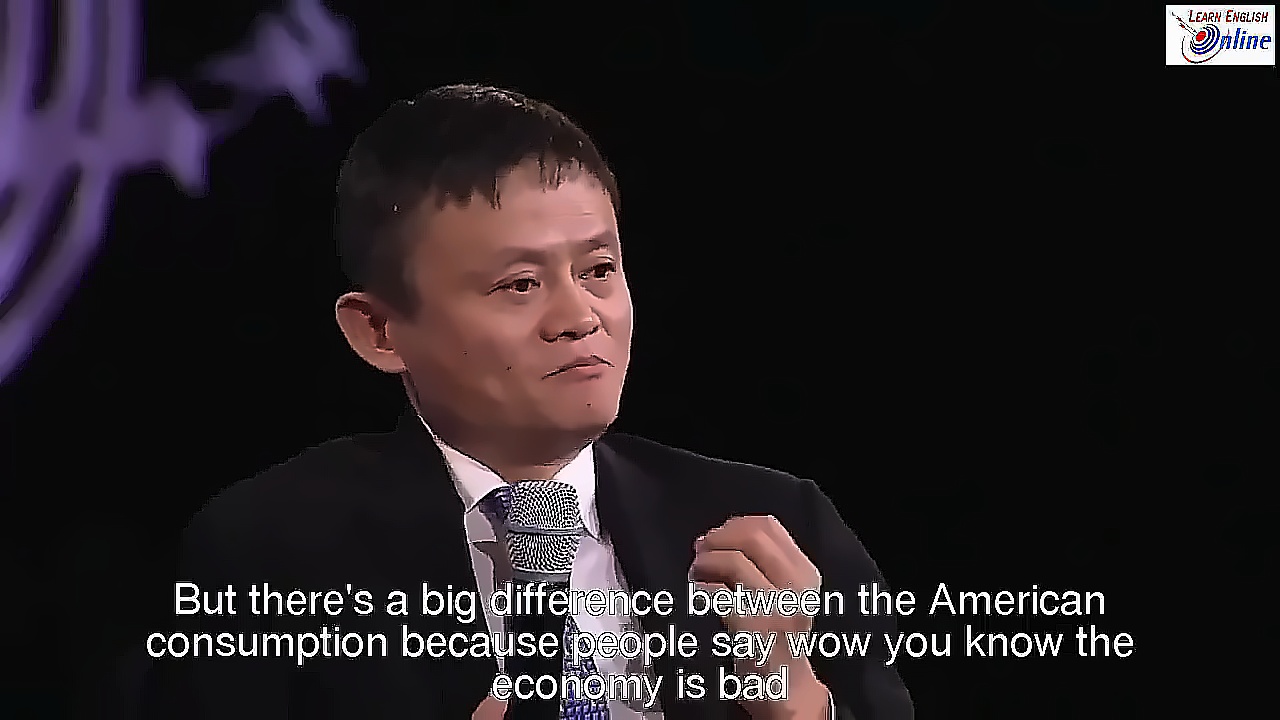 LEARN ENGLISH
Online
But there's a big difference between the American
consumption because people say wow you know the
economy is bad